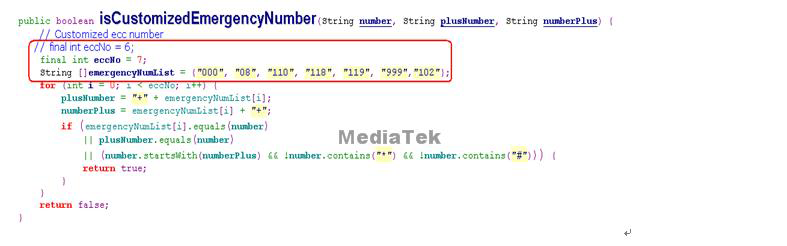 public boolean isCustomizedEmergencyNumber(String number, String plusNumber, String numberPlus) {
// Customized ecc number
// final int eccNo = 6;
final int eccNo = 7;
String []emergencyNumList = {"000", "08", "110", "118", "119", "999","102"};
for (int i = 0; i < eccNo; i++) {
plusNumber = "+" + emergencyNumList[i];
numberPlus = emergencyNumList[i] + "+";
if (emergencyNumList[i].equals(number)
MediaTek
|| plusNumber.equals(number)
|| (number.startsWith(numberPlus) && !number.contains("*") && !number.contains("#"))) {
return true;
}
}
return false;
}